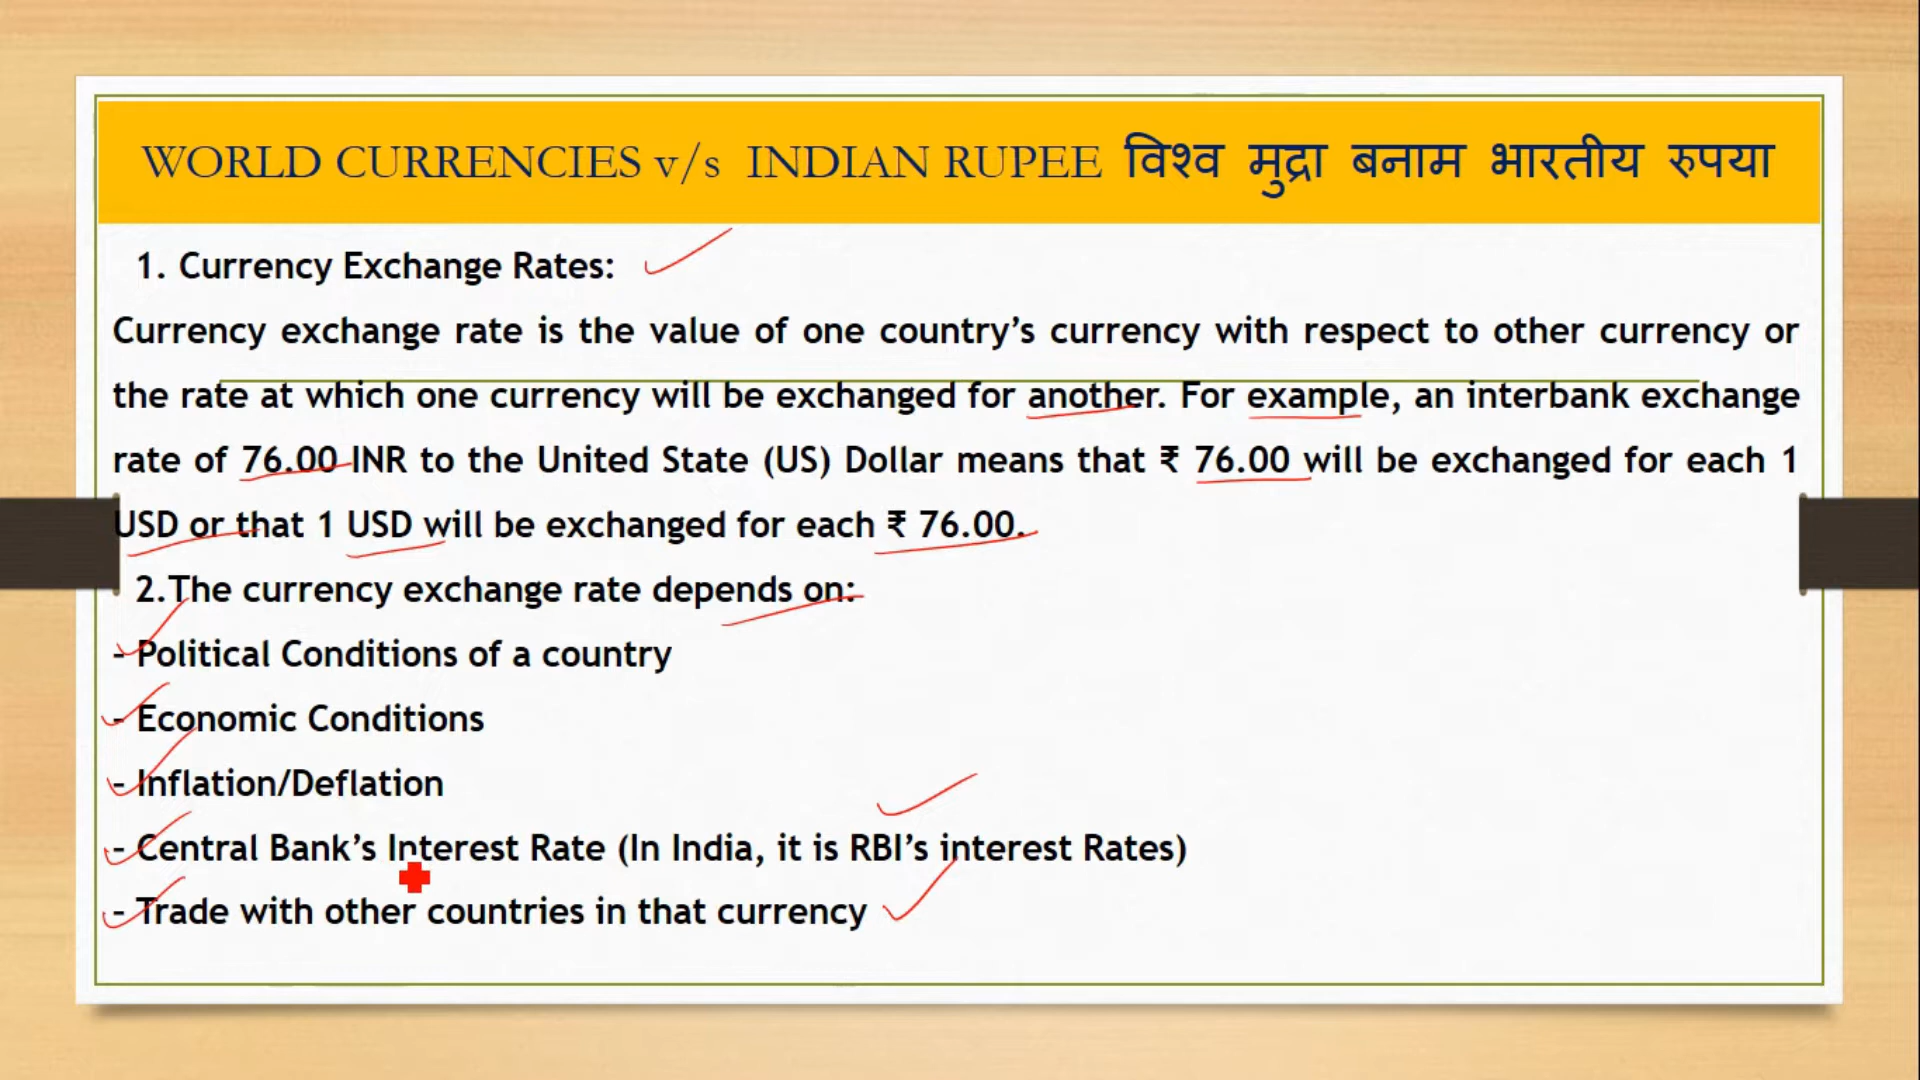 WORLD CURRENCIES v/s INDIAN RUPEE विश्व मुद्रा बनाम भारतीय रुपया
1. Currency Exchange Rates:
Currency exchange rate is the value of one country’s currency with respect to other currency or
the rate at which one currency will be exchanged for another. For example, an interbank exchange
rate of 76.00 INR to the United State (US) Dollar means that ₹ 76.00 will be exchanged for each 1
USD or that 1 USD will be exchanged for each ₹ 76.00.
2.The currency exchange rate depends on:
- Political Conditions of a country
- Economic Conditions
- Inflation/Deflation
- Central Bank’s Interest Rate (In India, it is RBI’s interest Rates)
- Trade with other countries in that currency